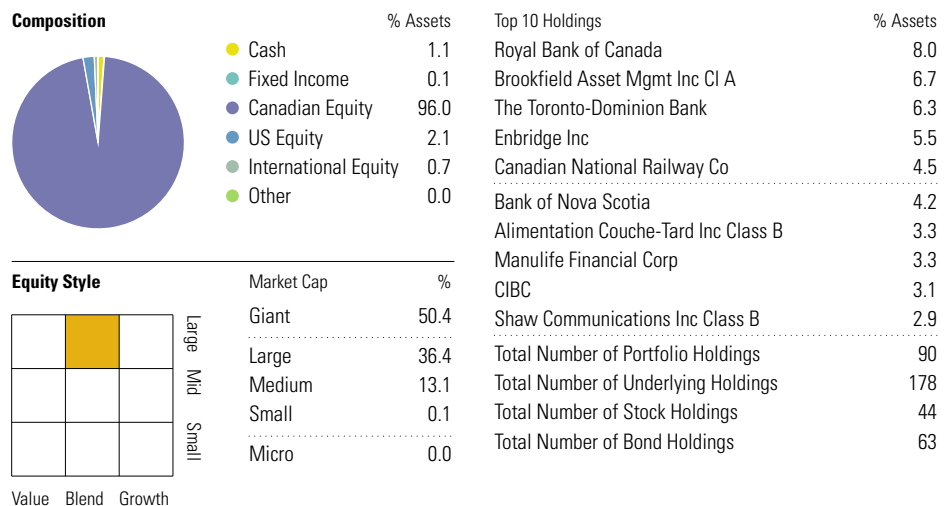 Composition % Assets
Cash 1.1
Fixed Income 0.1
Canadian Equity 96.0
US Equity 2.1
International Equity 0.7
Other 0.0
Equity Style
Large
Mid
Small
Value Blend Growth
Market Cap %
Giant 50.4
Large 36.4
Medium 13.1
Small 0.1
Micro 0.0
Top 10 Holdings % Assets
Royal Bank of Canada 8.0
Brookfield Asset Mgmt Inc Cl A 6.7
The Toronto-Dominion Bank 6.3
Enbridge Inc 5.5
Canadian National Railway Co 4.5
Bank of Nova Scotia 4.2
Alimentation Couche-Tard Inc Class B 3.3
Manulife Financial Corp 3.3
CIBC 3.1
Shaw Communications Inc Class B 2.9
Total Number of Portfolio Holdings 90
Total Number of Underlying Holdings 178
Total Number of Stock Holdings 44
Total Number of Bond Holdings 63